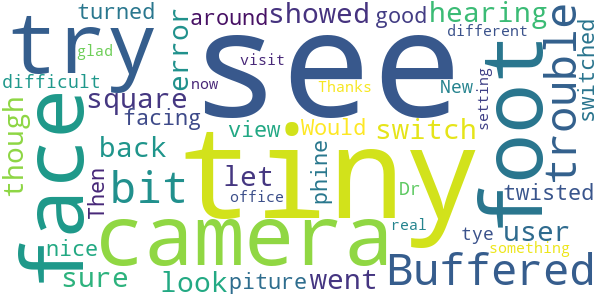 turned around showed good hearing
try glad error now visit see different
difficult square Thanks New setting trouble switched
though facing view Would switch foot
face back tiny
Then bit let phine Dr twisted
nice camera office real tye user
sure look piture went Buffered something